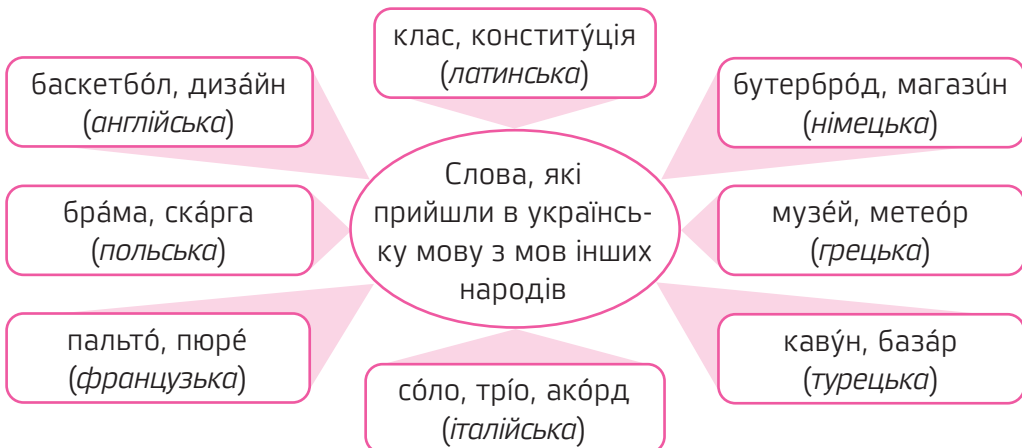 клас, конститу́ція
(латинська)
баскетбо́л, диза́йн
(англійська)
бутербро́д, магази́н
(німецька)
Слова, які
прийшли в українсь-
ку мову з мов інших
народів
бра́ма, ска́рга
(польська)
музе́й, метео́р
(грецька)
пальто́, пюре́
(французька)
каву́н, база́р
(турецька)
со́ло, трі́о, ако́рд
(італійська)